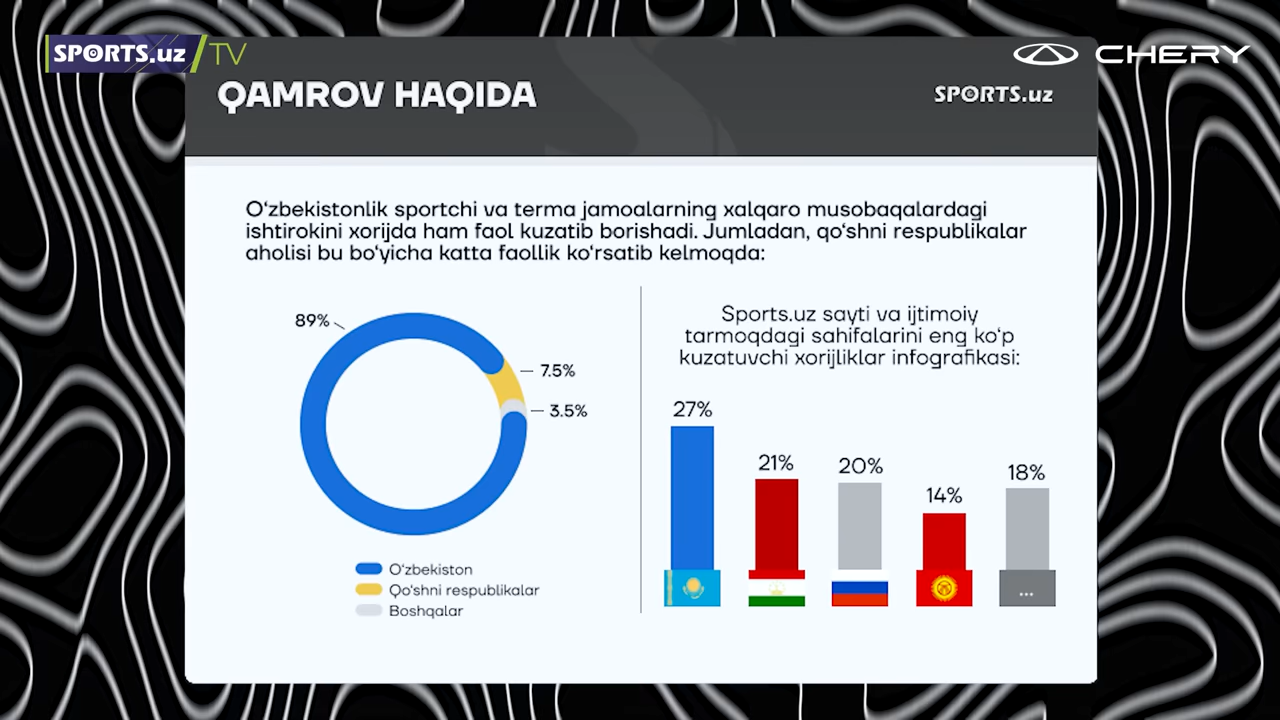 SPORTS.uz/TV
CHERY
QAMROV HAQIDA
SPORTS.uz
O‘zbekistonlik sportchi va terma jamoalarning xalqaro musobaqalardagi
ishtirokini xorijda ham faol kuzatib borishadi. Jumladan, qo‘shni respublikalar
aholisi bu bo‘yicha katta faollik ko‘rsatib kelmoqda:
89%
7.5%
3.5%
O‘zbekiston
Qo‘shni respublikalar
Boshqalar
Sports.uz sayti va ijtimoiy
tarmoqdagi sahifalarini eng ko‘p
kuzatuvchi xorijliklar infografikasi:
27%
21%
20%
14%
18%
...